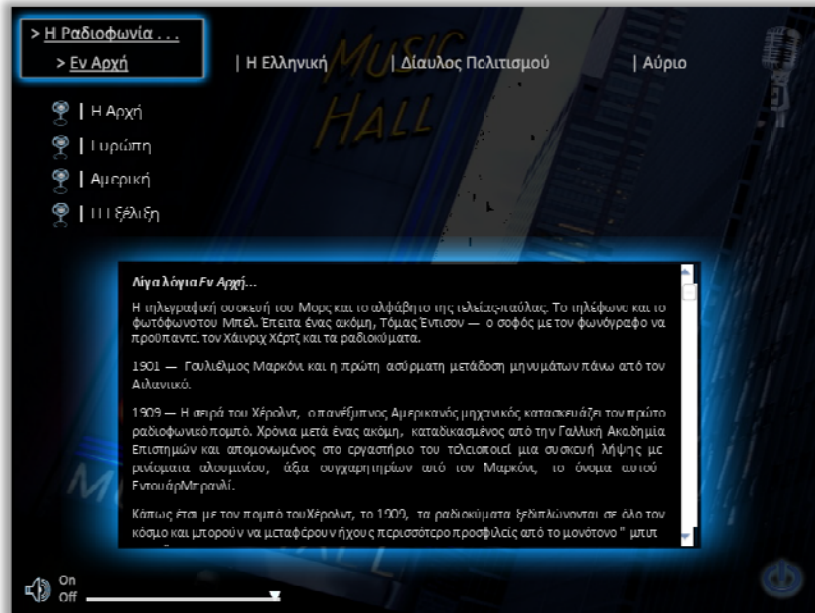 > Η Ραδιοφωνία . . .
> Εν Αρχή
| Η Ελληνική
| Δίαυλος Πολιτισμού
| Αύριο
MUSIC
HALL
| Η Αρχή
| Ευρώπη
| Αμερική
| Η Εξέλιξη
Λίγα λόγια Εν Αρχή...
Η τηλεγραφική συσκευή του Μορς και το αλφάβητο της τελείας-παύλας. Το τηλέφωνο και το
φωτόφωνοτου Μπελ. Έπειτα ένας ακόμη, Τόμας Έντισον — ο σοφός με τον φωνόγραφο να
προϋπαντε. τον Χάινριχ Χέρτζ και τα ραδιοκύματα.
1901 — Γουλιέλμος Μαρκόνι και η πρώτη ασύρματη μετάδοση μηνυμάτων πάνω από τον
Ατλαντικό.
1909 — Η σειρά του Χέρολντ, ο πανέξυπνος Αμερικανός μηχανικός κατασκευάζει τον πρώτο
ραδιοφωνικό πομπό. Χρόνια μετά ένας ακόμη, καταδικασμένος από την Γαλλική Ακαδημία
Επιστημών και απομονωμένος στο εργαστήριο του τελειοποιεί μια συσκευή λήψης με
ρινίσματα αλουμινίου, άξια συγχαρητηρίων από τον Μαρκόνι, το όνομα αυτού
ΕντουάρΜπρανλί.
Κάπως έτσι με τον πομπό τουΧέρολντ, το 1909, τα ραδιοκύματα ξεδιπλώνονται σε όλο τον
κόσμο και μπορούν να μεταφέρουν ήχους περισσότερο προσφιλείς από το μονότονο " μπιπ
On
Off